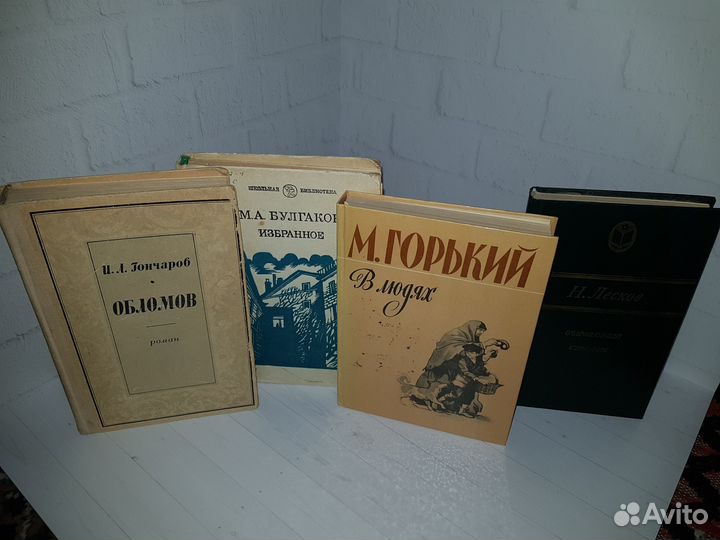 И. А. Гончаров
ОБЛОМОВ
роман
ШКОЛЬНАЯ БИБЛИОТЕКА
М.А. БУЛГАКОВ
ИЗБРАННОЕ
М. ГОРЬКИЙ
В людях
Н. Лесков
Avito